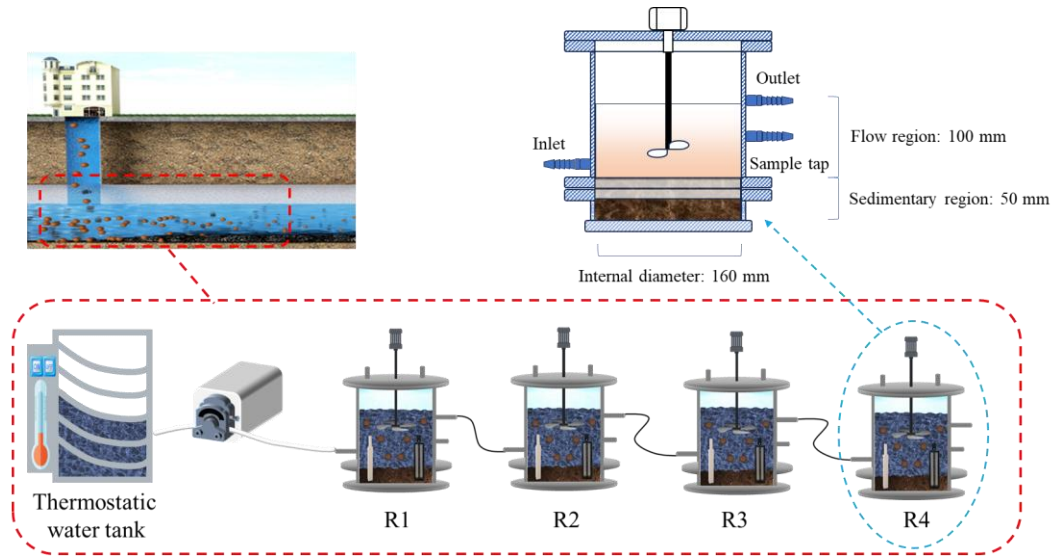 Outlet
Inlet
Flow region: 100 mm
Sample tap
Sedimentary region: 50 mm
Internal diameter: 160 mm
Thermostatic
water tank
R1
R2
R3
R4